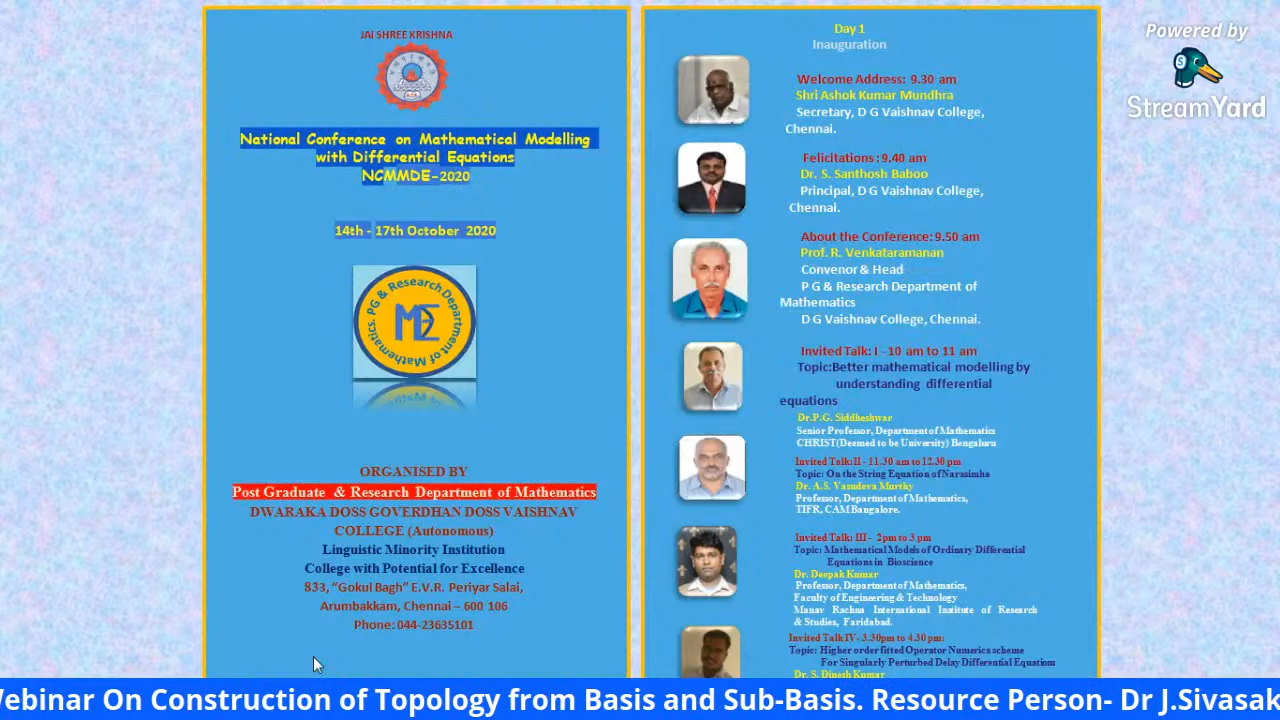 JAI SHREE KRISHNA
National Conference on Mathematical Modelling
with Differential Equations
NCMMDE-2020
14th - 17th October 2020
PG & Research Department of Mathematics.
ORGANISED BY
Post Graduate & Research Department of Mathematics
DWARAKA DOSS GOVERDHAN DOSS VAISHNAV
COLLEGE (Autonomous)
Linguistic Minority Institution
College with Potential for Excellence
833, “Gokul Bagh” E.V.R. Periyar Salai,
Arumbakkam, Chennai – 600 106
Phone: 044-23635101
Day 1
Inauguration
Welcome Address: 9.30 am
Shri Ashok Kumar Mundhra
Secretary, D G Vaishnav College,
Chennai.
Felicitations : 9.40 am
Dr. S. Santhosh Baboo
Principal, D G Vaishnav College,
Chennai.
About the Conference: 9.50 am
Prof. R. Venkataramanan
Convenor & Head
P G & Research Department of
Mathematics
D G Vaishnav College, Chennai.
Invited Talk: I - 10 am to 11 am
Topic:Better mathematical modelling by
understanding differential
equations
Dr.P.G. Siddheshwar
Senior Professor, Department of Mathematics
CHRIST(Deemed to be University) Bengaluru
Invited Talk: II - 11.30 am to 12.30 pm
Topic: On the String Equation of Narasimha
Dr. A.S. Vasudeva Murthy
Professor, Department of Mathematics,
TIFR, CAM Bangalore.
Invited Talk: III - 2pm to 3 pm
Topic: Mathematical Models of Ordinary Differential
Equations in Bioscience
Dr. Deepak Kumar
Professor, Department of Mathematics,
Faculty of Engineering & Technology
Manav Rachna International Institute of Research
& Studies, Faridabad.
Invited Talk IV- 3.30pm to 4.30 pm:
Topic: Higher order fitted Operator Numerics scheme
For Singularly Perturbed Delay Differential Equations
Dr. S. Dinesh Kumar
Powered by
StreamYard
Webinar On Construction of Topology from Basis and Sub-Basis. Resource Person- Dr J.Sivasak